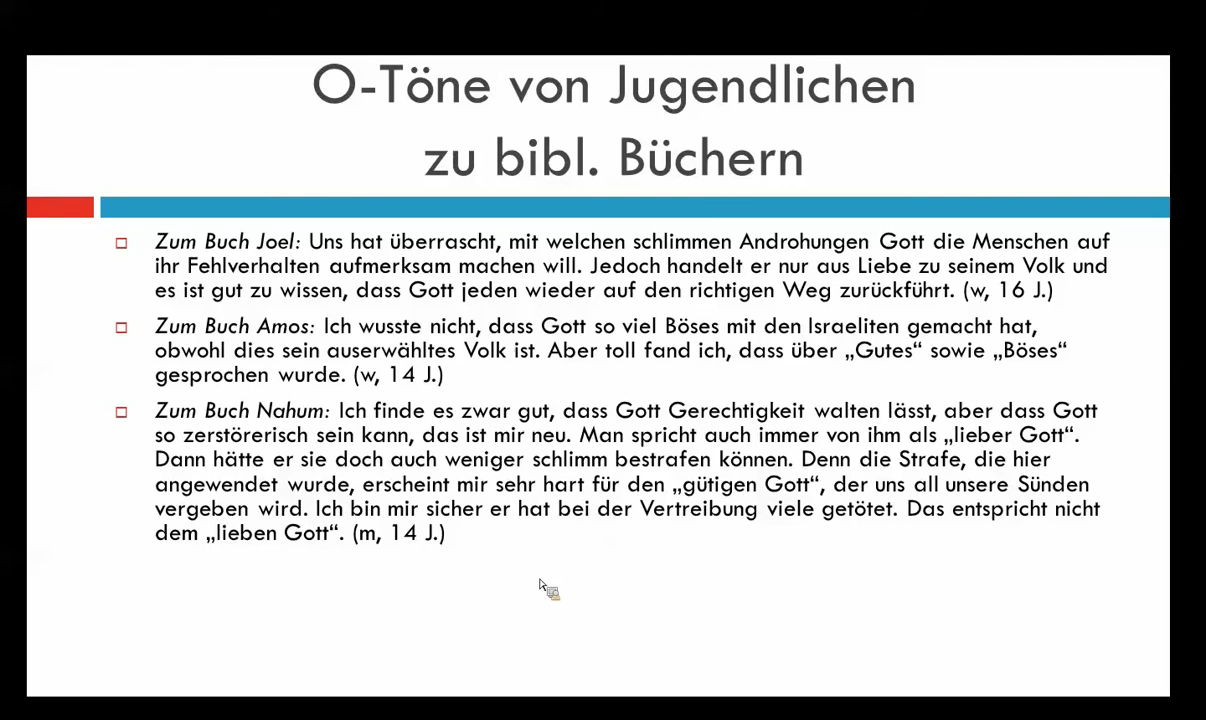 O-Töne von Jugendlichen
zu bibl. Büchern
Zum Buch Joel: Uns hat überrascht, mit welchen schlimmen Androhungen Gott die Menschen auf
ihr Fehlverhalten aufmerksam machen will. Jedoch handelt er nur aus Liebe zu seinem Volk und
es ist gut zu wissen, dass Gott jeden wieder auf den richtigen Weg zurückführt. (w, 16 J.)
Zum Buch Amos: Ich wusste nicht, dass Gott so viel Böses mit den Israeliten gemacht hat,
obwohl dies sein auserwähltes Volk ist. Aber toll fand ich, dass über „Gutes“ sowie „Böses“
gesprochen wurde. (w, 14 J.)
Zum Buch Nahum: Ich finde es zwar gut, dass Gott Gerechtigkeit walten lässt, aber dass Gott
so zerstörerisch sein kann, das ist mir neu. Man spricht auch immer von ihm als „lieber Gott“.
Dann hätte er sie doch auch weniger schlimm bestrafen können. Denn die Strafe, die hier
angewendet wurde, erscheint mir sehr hart für den „gütigen Gott“, der uns all unsere Sünden
vergeben wird. Ich bin mir sicher er hat bei der Vertreibung viele getötet. Das entspricht nicht
dem „lieben Gott“. (m, 14 J.)